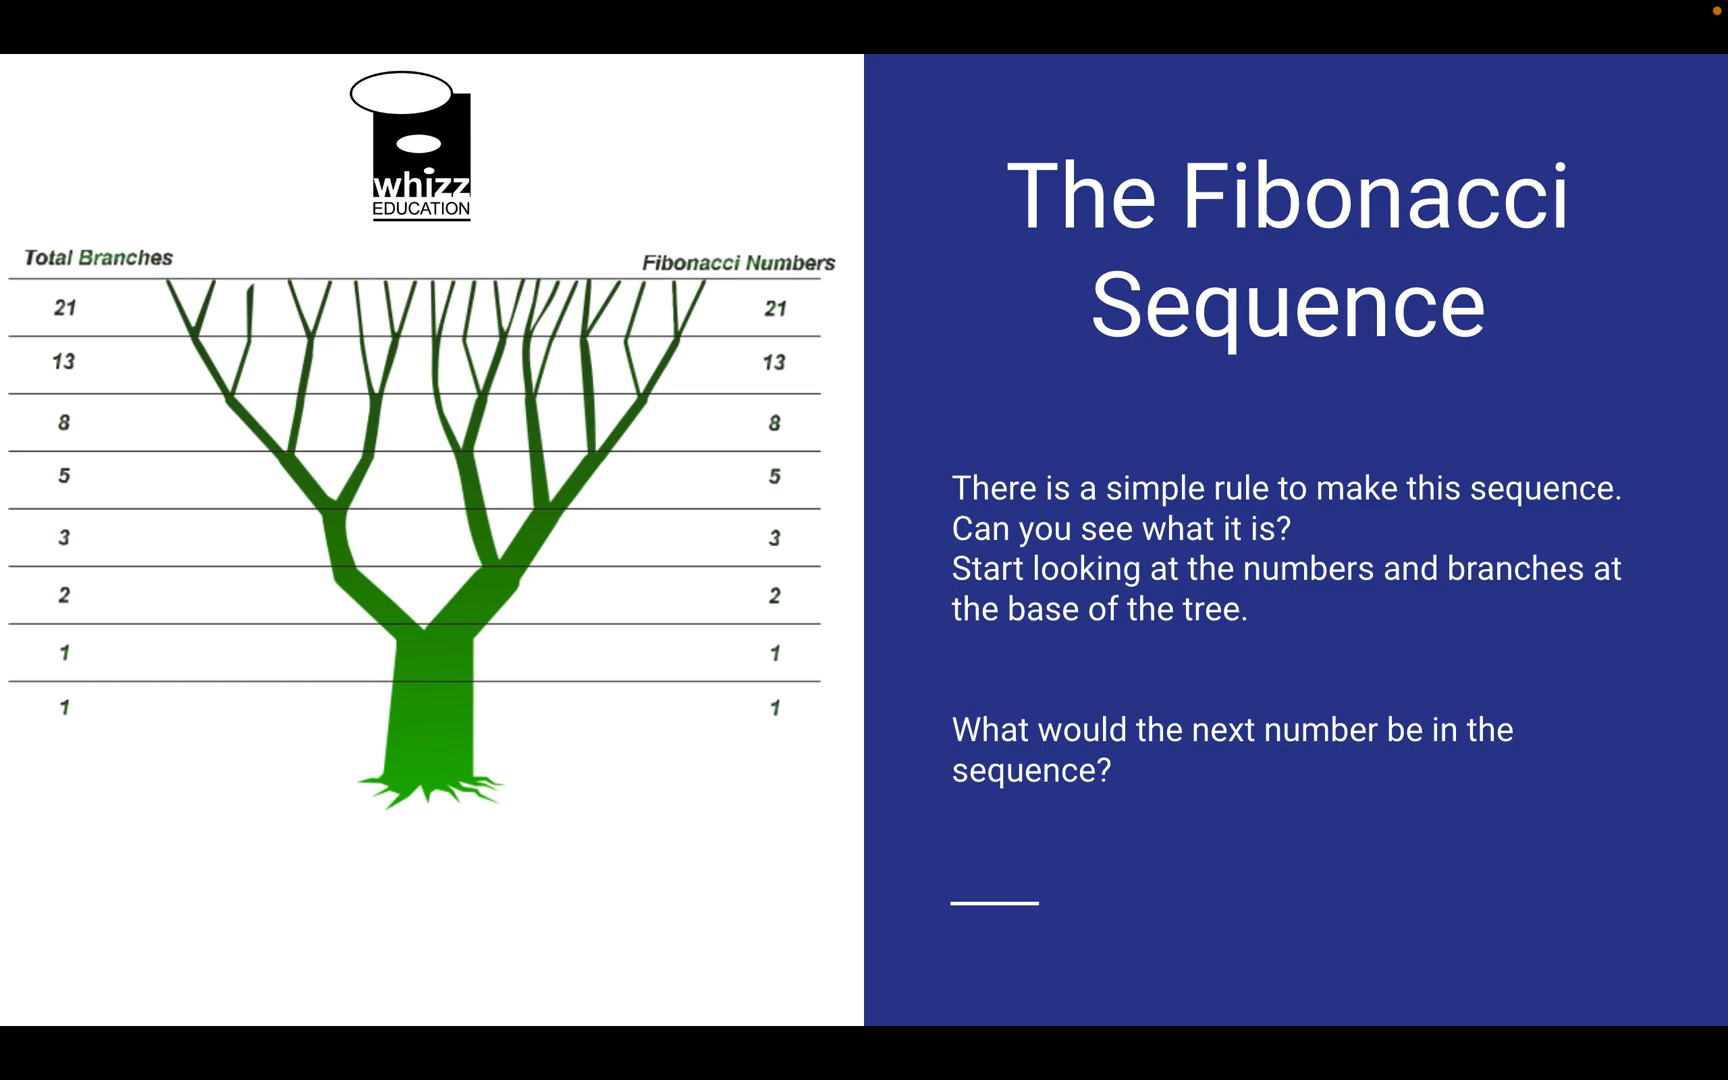 whizz
EDUCATION
Total Branches
Fibonacci Numbers
21 21
13 13
8 8
5 5
3 3
2 2
1 1
1 1
The Fibonacci
Sequence
There is a simple rule to make this sequence.
Can you see what it is?
Start looking at the numbers and branches at
the base of the tree.
What would the next number be in the
sequence?